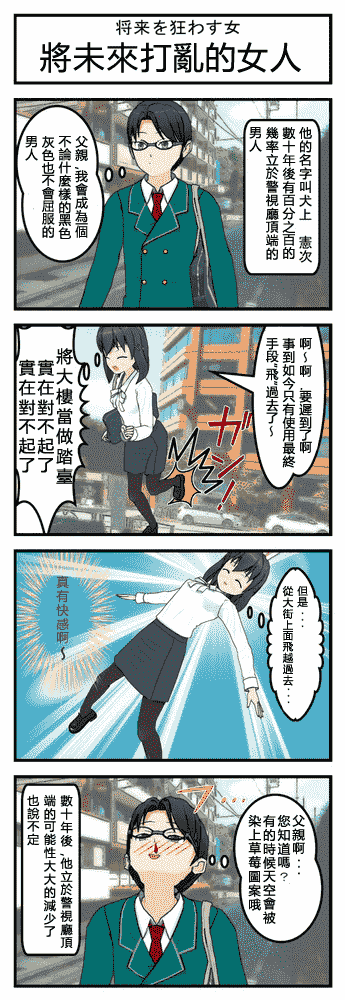 将来を狂わす女
將未來打亂的女人
他的名字叫犬上　憲次
數十年後有百分之百的
幾率立於警視廳頂端的
男人
父親，我會成為個
不論什麼樣的黑色
灰色也不會屈服的
男人
啊～啊，要遲到了啊
事到如今只有使用最終
手段"飛"過去了～
ガン!
將大樓當做踏臺
實在對不起了
實在對不起了
但是...
從大街上面飛越過去...
真有快感啊～
父親啊...
您知道嗎？
有的時候天空會被
染上草莓圖案哦
數十年後，他立於警視廳頂
端的可能性大大的減少了
也說不定